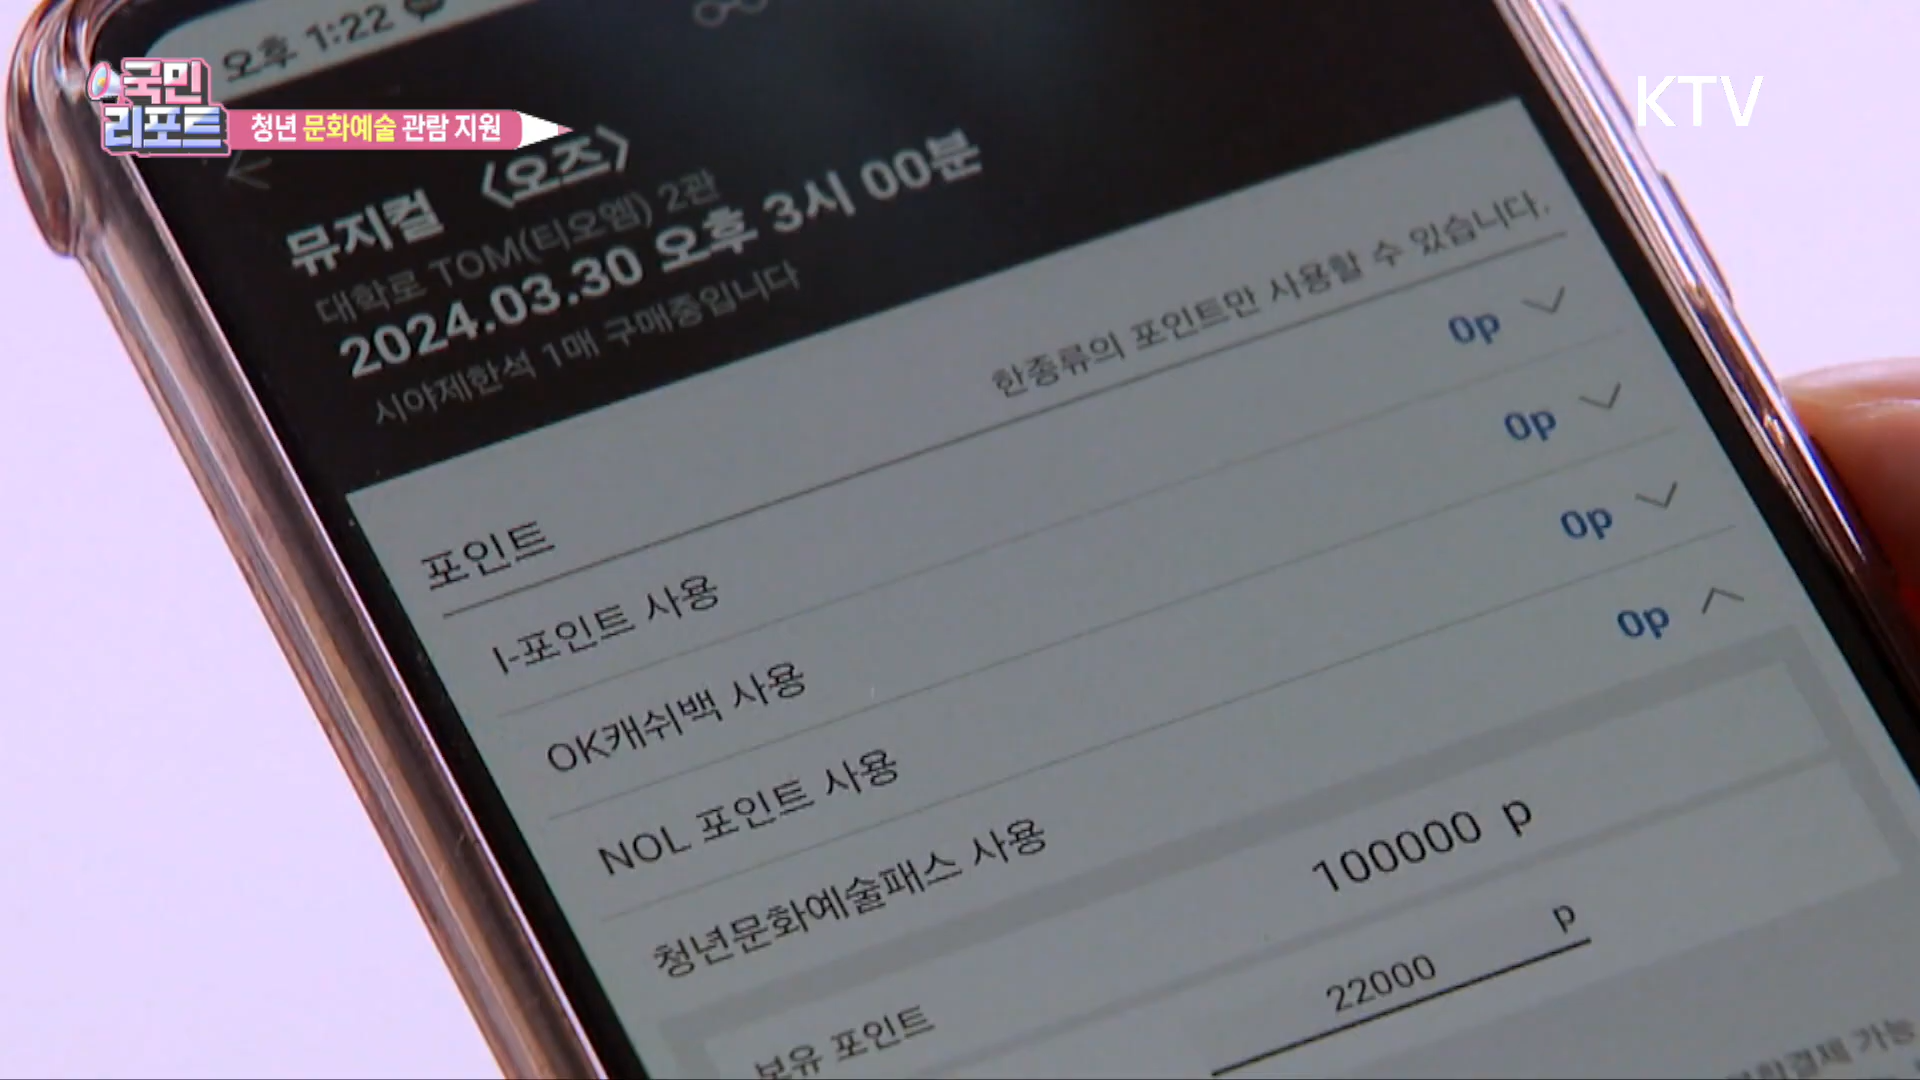 오후 1:22
국민
리포트
청년 문화예술 관람 지원
KTV
뮤지컬 〈오즈〉
대학로 TOM(티오엠) 2관
2024.03.30 오후 3시 00분
시야제한석 1매 구매중입니다
포인트
한종류의 포인트만 사용할 수 있습니다.
I-포인트 사용 0p
OK캐쉬백 사용 0p
NOL 포인트 사용 0p
청년문화예술패스 사용 0p
보유 포인트 100000 p
22000 p
가능